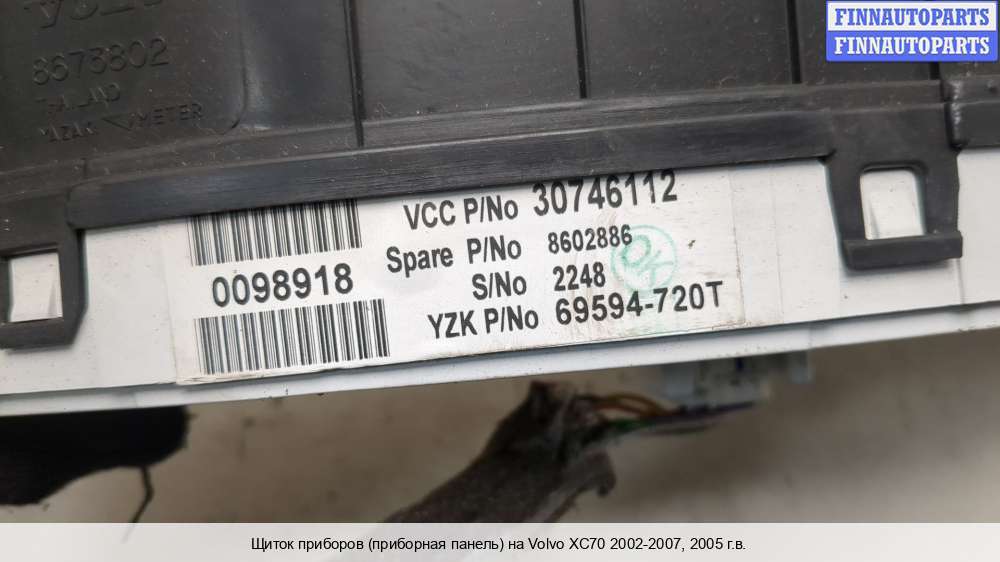 FINNAUTOPARTS
FINNAUTOPARTS
8673802
THAILAND
YAZAKI METER
VCC P/No 30746112
Spare P/No 8602886
S/No 2248
YZK P/No 69594-720T
0098918
OK
Щиток приборов (приборная панель) на Volvo XC70 2002-2007, 2005 г.в.